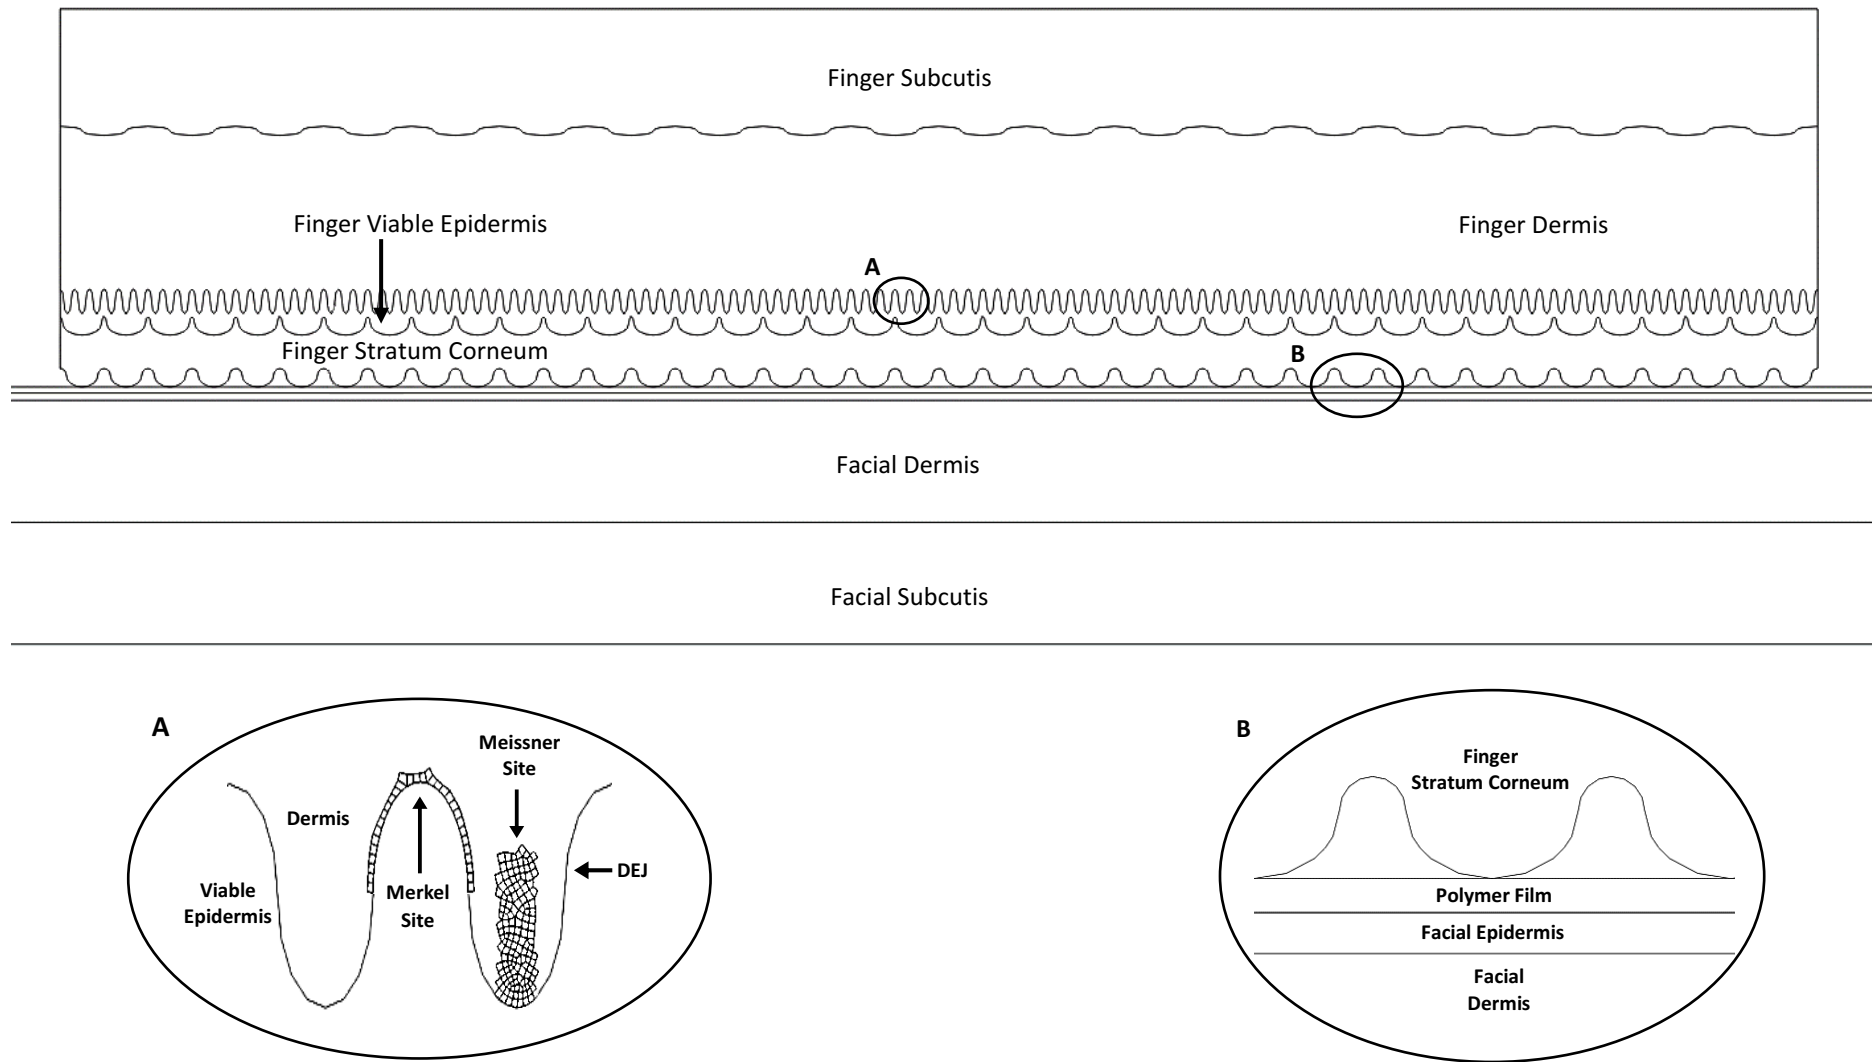 Finger Subcutis
Finger Viable Epidermis
Finger Dermis
A
B
Finger Stratum Corneum
Facial Dermis
Facial Subcutis
A
Meissner
Site
Dermis
DEJ
Viable
Epidermis
Merkel
Site
B
Finger
Stratum Corneum
Polymer Film
Facial Epidermis
Facial
Dermis